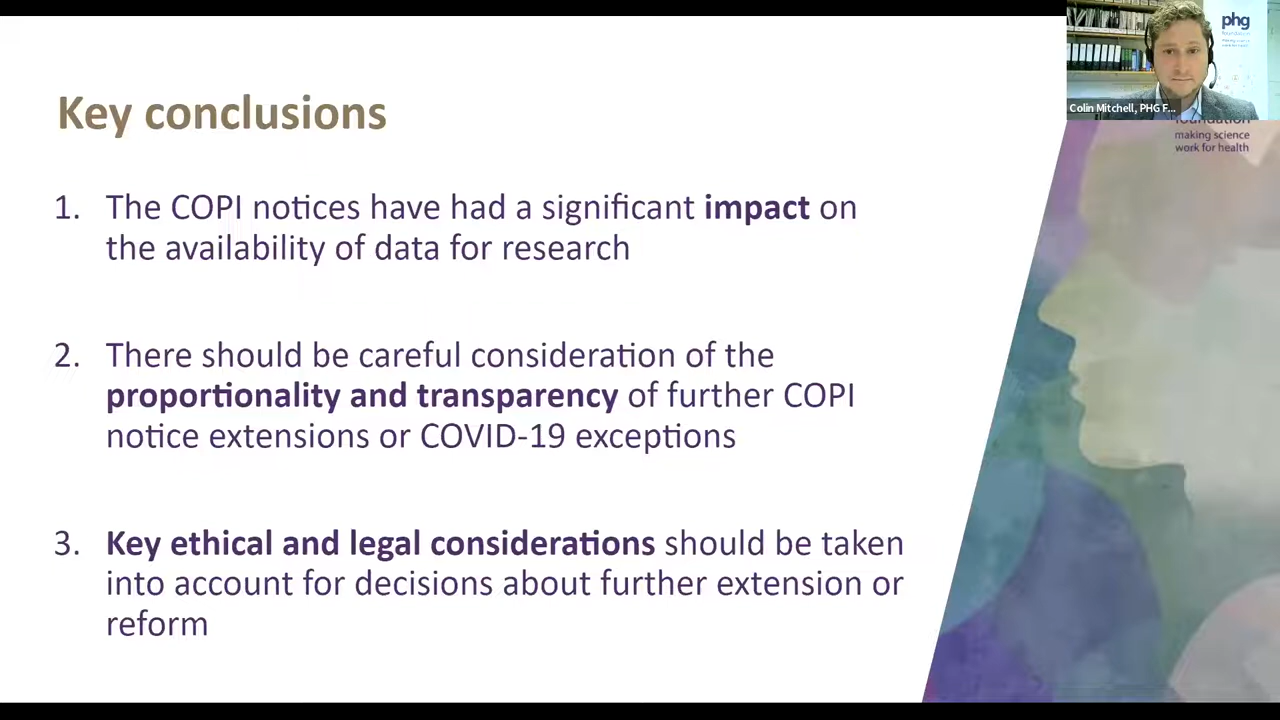 phg
Colin Mitchell, PHG F...
foundation
making science
work for health
Key conclusions
1. The COPI notices have had a significant impact on
the availability of data for research
2. There should be careful consideration of the
proportionality and transparency of further COPI
notice extensions or COVID-19 exceptions
3. Key ethical and legal considerations should be taken
into account for decisions about further extension or
reform